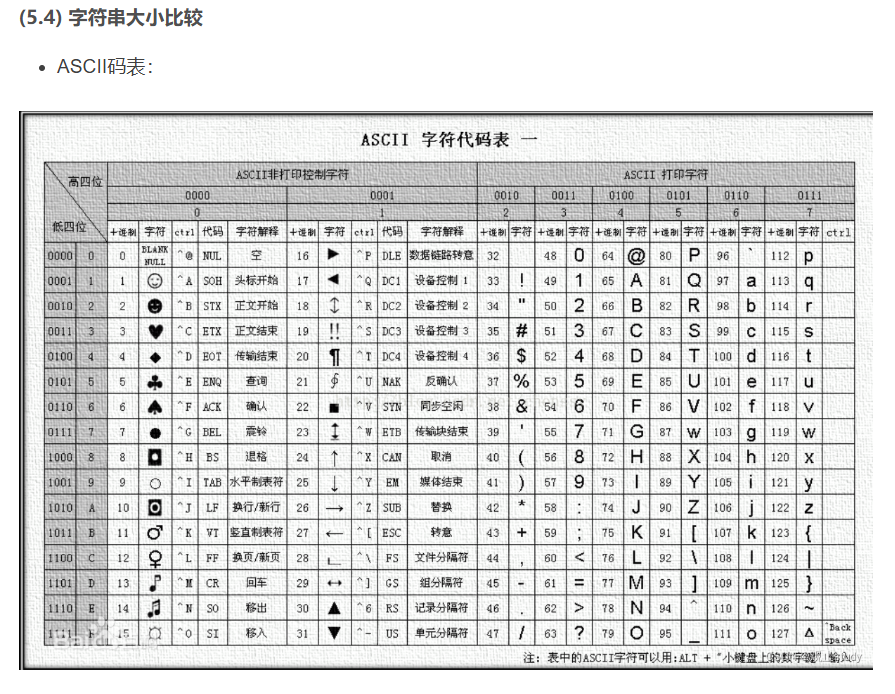 (5.4) 字符串大小比较
• ASCII码表：
ASCII 字符代码表 一
高四位 ASCII非打印控制字符 ASCII 打印字符
0000 0001 0010 0011 0100 0101 0110 0111
0 1 2 3 4 5 6 7
低四位 十进制 字符 ctrl 代码 字符解释 十进制 字符 ctrl 代码 字符解释 十进制 字符 十进制 字符 十进制 字符 十进制 字符 十进制 字符 十进制 字符 ctrl
0000 0 0 BLANK NULL ^@ NUL 空 16 ► ^P DLE 数据链路转意 32 48 0 64 @ 80 P 96 ` 112 p
0001 1 1 ☺ ^A SOH 头标开始 17 ◄ ^Q DC1 设备控制 1 33 ! 49 1 65 A 81 Q 97 a 113 q
0010 2 2 ☻ ^B STX 正文开始 18 ↕ ^R DC2 设备控制 2 34 " 50 2 66 B 82 R 98 b 114 r
0011 3 3 ♥ ^C ETX 正文结束 19 ‼ ^S DC3 设备控制 3 35 # 51 3 67 C 83 S 99 c 115 s
0100 4 4 ♦ ^D EOT 传输结束 20 ¶ ^T DC4 设备控制 4 36 $ 52 4 68 D 84 T 100 d 116 t
0101 5 5 ♣ ^E ENQ 查询 21 ∮ ^U NAK 反确认 37 % 53 5 69 E 85 U 101 e 117 u
0110 6 6 ♠ ^F ACK 确认 22 ■ ^V SYN 同步空闲 38 & 54 6 70 F 86 V 102 f 118 v
0111 7 7 ● ^G BEL 震铃 23 ↨ ^W ETB 传输块结束 39 ' 55 7 71 G 87 w 103 g 119 w
1000 8 8 ◘ ^H BS 退格 24 ↑ ^X CAN 取消 40 ( 56 8 72 H 88 X 104 h 120 x
1001 9 9 ○ ^I TAB 水平制表符 25 ↓ ^Y EM 媒体结束 41 ) 57 9 73 I 89 Y 105 i 121 y
1010 A 10 ◙ ^J LF 换行/新行 26 → ^Z SUB 替换 42 * 58 : 74 J 90 Z 106 j 122 z
1011 B 11 ♂ ^K VT 竖直制表符 27 ← ^[ ESC 转意 43 + 59 ; 75 K 91 [ 107 k 123 {
1100 C 12 ♀ ^L FF 换页/新页 28 ∟ ^\ FS 文件分隔符 44 , 60 < 76 L 92 \ 108 l 124 |
1101 D 13 ♪ ^M CR 回车 29 ↔ ^] GS 组分隔符 45 - 61 = 77 M 93 ] 109 m 125 }
1110 E 14 ♫ ^N SO 移出 30 ▲ ^6 RS 记录分隔符 46 . 62 > 78 N 94 ^ 110 n 126 ~
1111 F 15 ☼ ^O SI 移入 31 ▼ ^- US 单元分隔符 47 / 63 ? 79 O 95 _ 111 o 127 Δ ^Back space
注：表中的ASCII字符可以用:ALT + "小键盘上的数字键" 输入